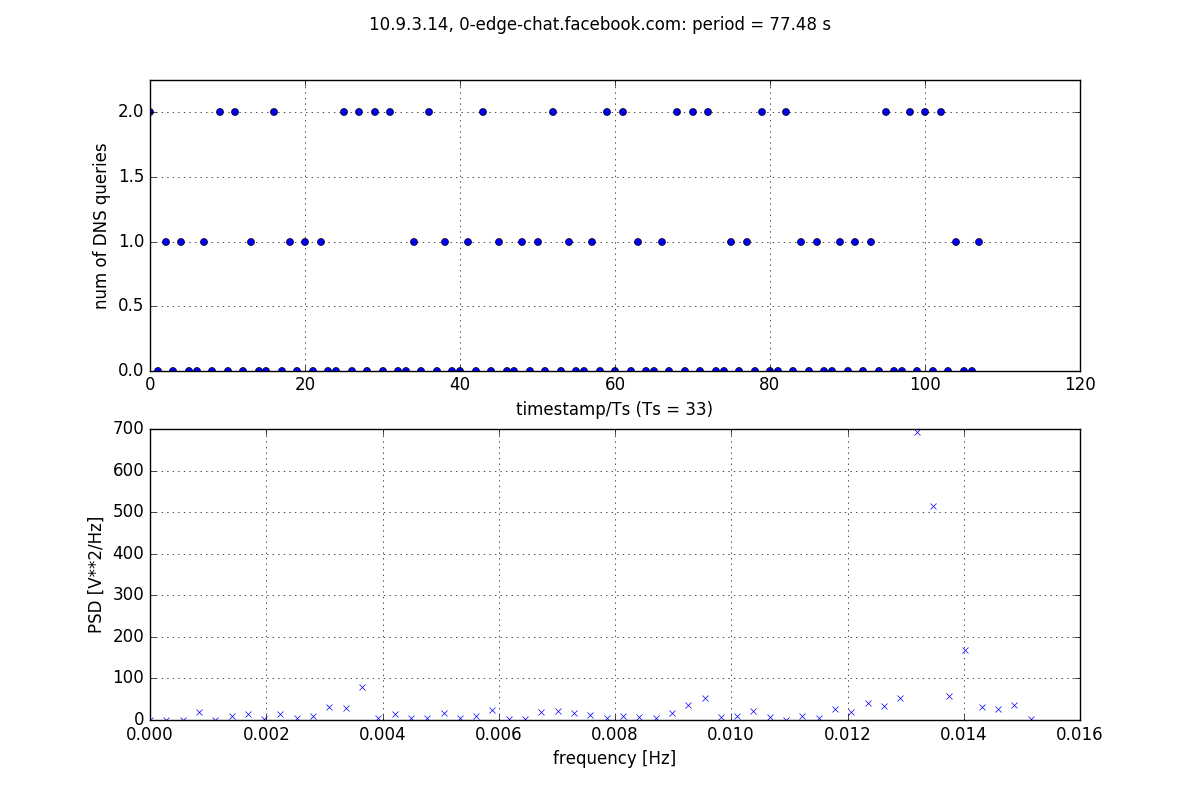 10.9.3.14, 0-edge-chat.facebook.com: period = 77.48 s
num of DNS queries
2.0
1.5
1.0
0.5
0.0
0 20 40 60 80 100 120
timestamp/Ts (Ts = 33)
PSD [V**2/Hz]
700
600
500
400
300
200
100
0
0.000 0.002 0.004 0.006 0.008 0.010 0.012 0.014 0.016
frequency [Hz]